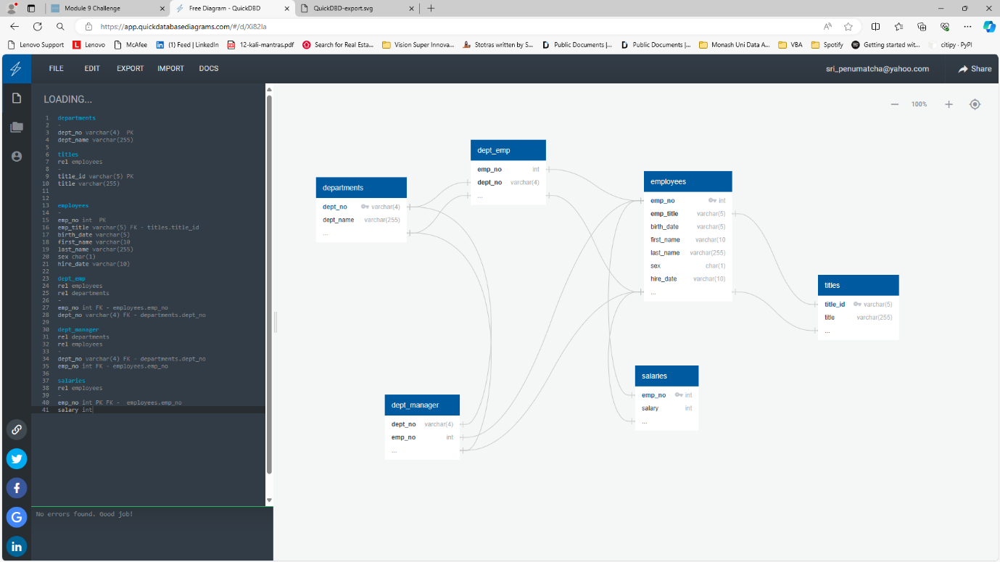 Module 9 Challenge
Free Diagram - QuickDBD
QuickDBD-export.svg
https://app.quickdatabasediagrams.com/#/d/Xi82Ia
Lenovo Support
Lenovo
McAfee
(1) Feed | LinkedIn
12-kali-mantras.pdf
Search for Real Esta...
Vision Super Innova...
Stotras written by S...
Public Documents |...
Public Documents |...
Monash Uni Data A...
VBA
Spotify
Getting started wit...
citipy · PyPI
FILE EDIT EXPORT IMPORT DOCS
sri_penumatcha@yahoo.com
Share
LOADING...
1 departments
2 -
3 dept_no varchar(4)  PK
4 dept_name varchar(255)
5
6 titles
7 rel employees
8 -
9 title_id varchar(5) PK
10 title varchar(255)
11
12
13 employees
14 -
15 emp_no int  PK
16 emp_title varchar(5) FK - titles.title_id
17 birth_date varchar(5)
18 first_name varchar(10
19 last_name varchar(255)
20 sex char(1)
21 hire_date varchar(10)
22
23 dept_emp
24 rel employees
25 rel departments
26 -
27 emp_no int FK - employees.emp_no
28 dept_no varchar(4) FK - departments.dept_no
29
30 dept_manager
31 rel departments
32 rel employees
33 -
34 dept_no varchar(4) FK - departments.dept_no
35 emp_no int FK - employees.emp_no
36
37 salaries
38 rel employees
39 -
40 emp_no int PK FK -  employees.emp_no
41 salary int
No errors found. Good job!
100%
dept_emp
emp_no int
dept_no varchar(4)
...
departments
dept_no varchar(4)
dept_name varchar(255)
...
employees
emp_no int
emp_title varchar(5)
birth_date varchar(5)
first_name varchar(10
last_name varchar(255)
sex char(1)
hire_date varchar(10)
...
titles
title_id varchar(5)
title varchar(255)
...
salaries
emp_no int
salary int
...
dept_manager
dept_no varchar(4)
emp_no int
...